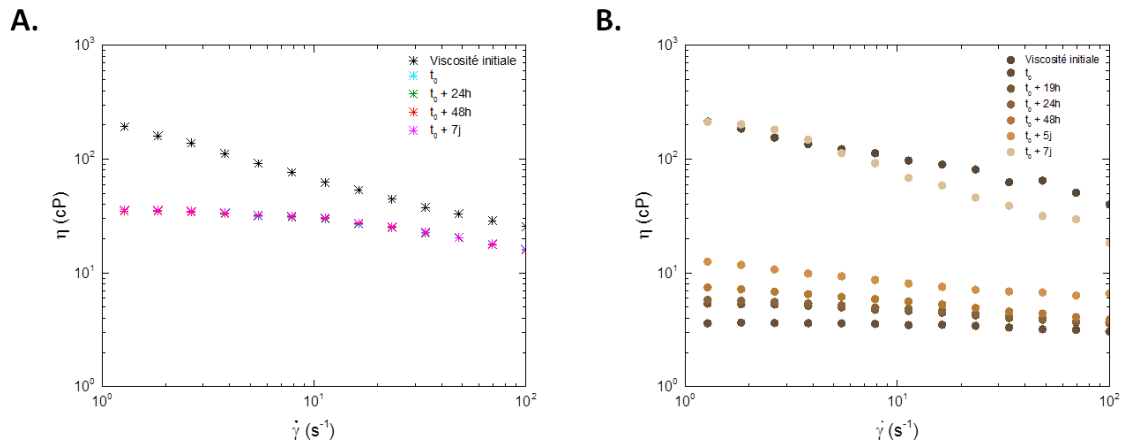 A.
B.
10³
10²
10¹
10⁰
η (cP)
10⁰
10¹
10²
γ̇ (s⁻¹)
Viscosité initiale
t₀
t₀ + 24h
t₀ + 48h
t₀ + 7j
10³
10²
10¹
10⁰
η (cP)
10⁰
10¹
10²
γ̇ (s⁻¹)
Viscosité initiale
t₀
t₀ + 19h
t₀ + 24h
t₀ + 48h
t₀ + 5j
t₀ + 7j